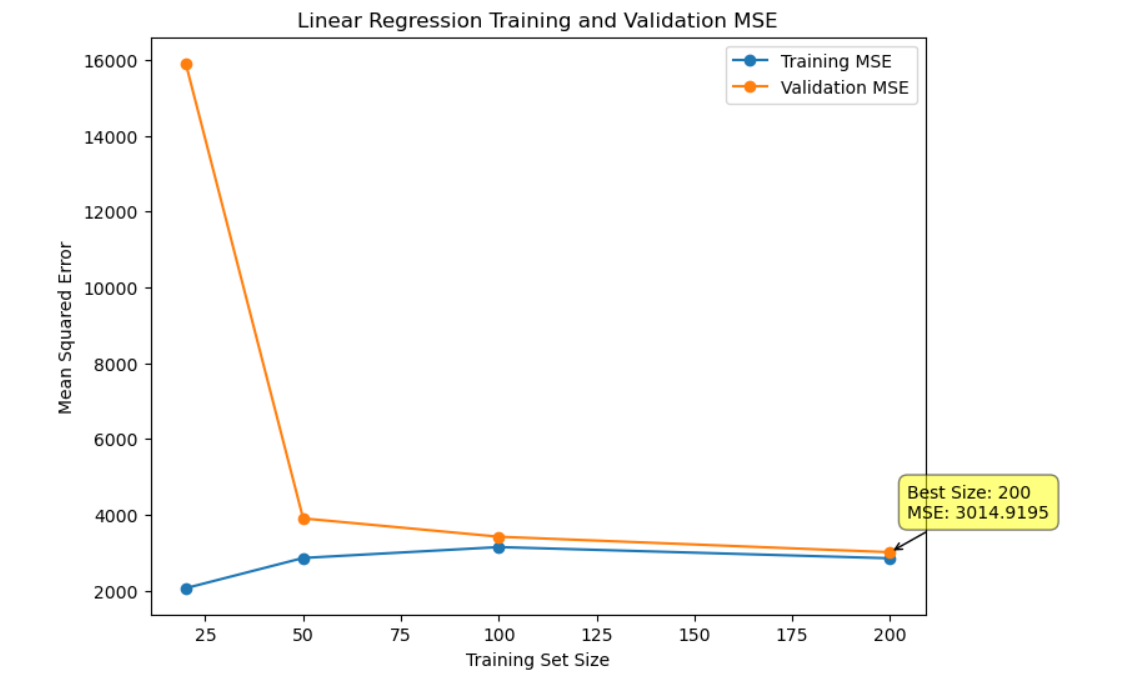 Linear Regression Training and Validation MSE
Training MSE
Validation MSE
Mean Squared Error
16000
14000
12000
10000
8000
6000
4000
2000
Best Size: 200
MSE: 3014.9195
25
50
75
100
125
150
175
200
Training Set Size